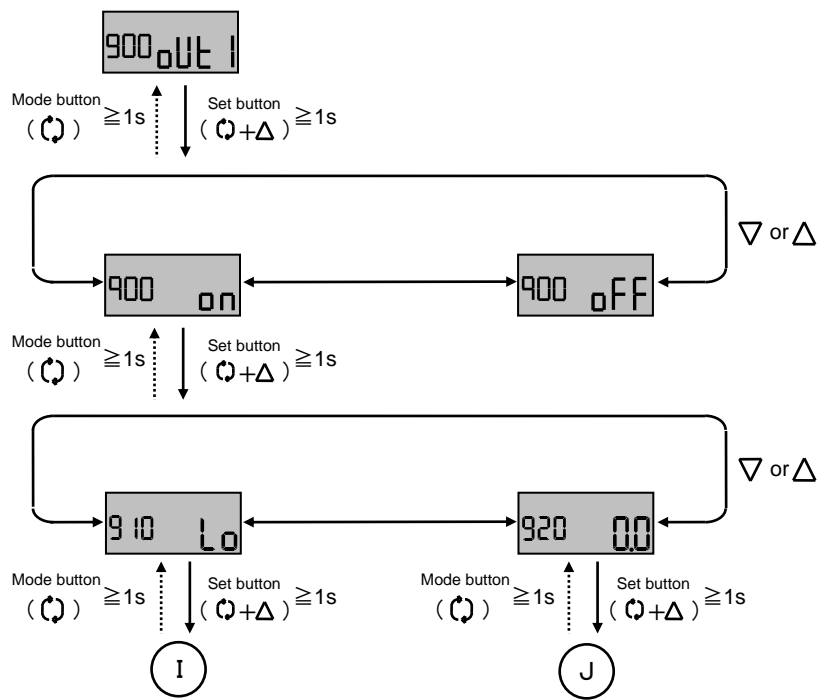 900 oUt 1
Mode button ≧1s Set button ≧1s
( ) ( + △ )
▽ or △
900 on 900 oFF
Mode button ≧1s Set button ≧1s
( ) ( + △ )
▽ or △
910 Lo 920 0.0
Mode button ≧1s Set button ≧1s Mode button ≧1s Set button ≧1s
( ) ( + △ ) ( ) ( + △ )
I J